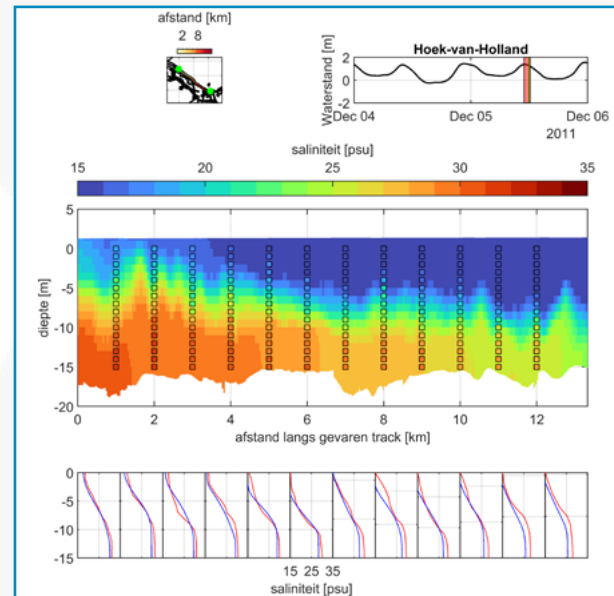 afstand [km]
2 8
Hoek-van-Holland
Waterstand [m]
2
0
-2
Dec 04 Dec 05 Dec 06
2011
saliniteit [psu]
15 20 25 30 35
diepte [m]
5
0
-5
-10
-15
-20
0 2 4 6 8 10 12
afstand langs gevaren track [km]
0
-5
-10
-15
15 25 35
saliniteit [psu]